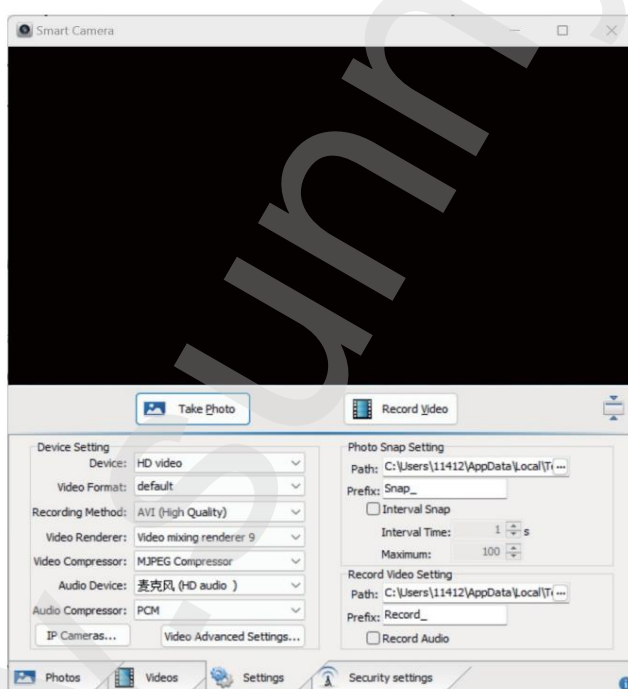 Smart Camera
Take Photo
Record Video
Device Setting
Device: HD video
Video Format: default
Recording Method: AVI (High Quality)
Video Renderer: Video mixing renderer 9
Video Compressor: MJPEG Compressor
Audio Device: 麦克风 (HD audio )
Audio Compressor: PCM
IP Cameras...
Video Advanced Settings...
Photo Snap Setting
Path: C:\Users\11412\AppData\Local\Te ...
Prefix: Snap_
Interval Snap
Interval Time: 1 s
Maximum: 100
Record Video Setting
Path: C:\Users\11412\AppData\Local\Te ...
Prefix: Record_
Record Audio
Photos
Videos
Settings
Security settings